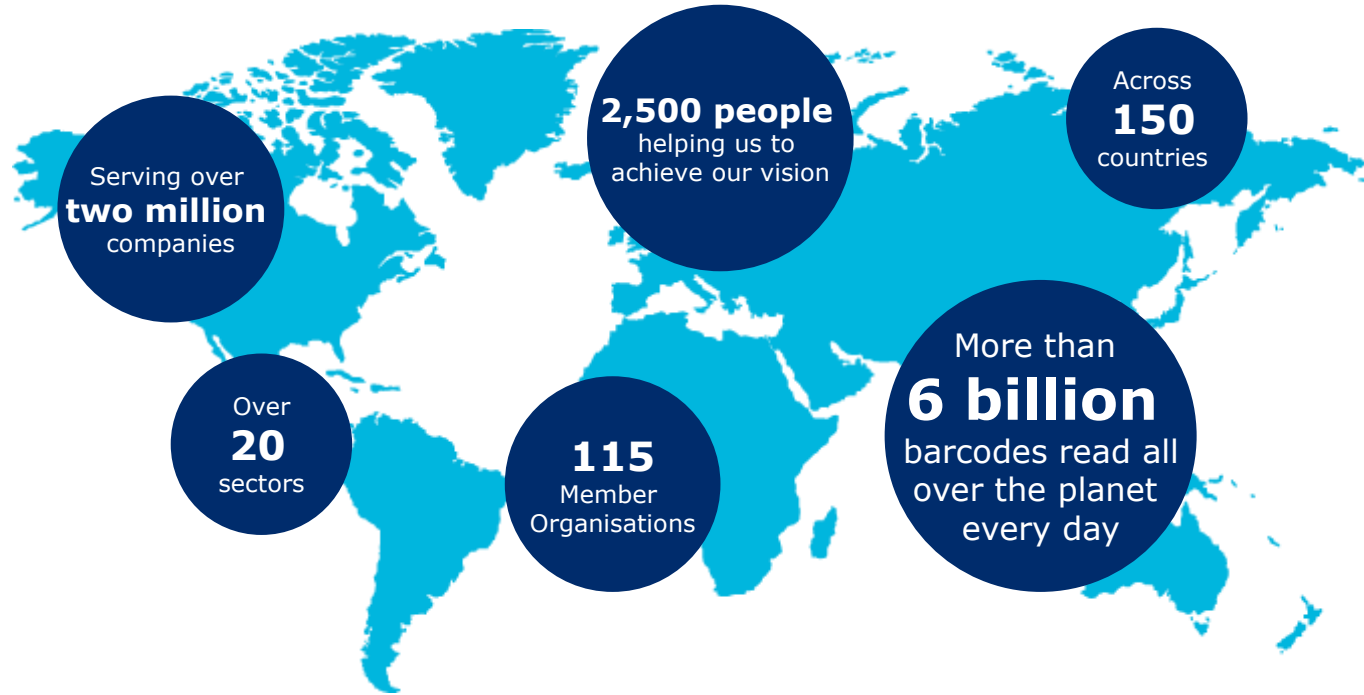 Serving over
two million
companies
2,500 people
helping us to
achieve our vision
Across
150
countries
Over
20
sectors
115
Member
Organisations
More than
6 billion
barcodes read all
over the planet
every day